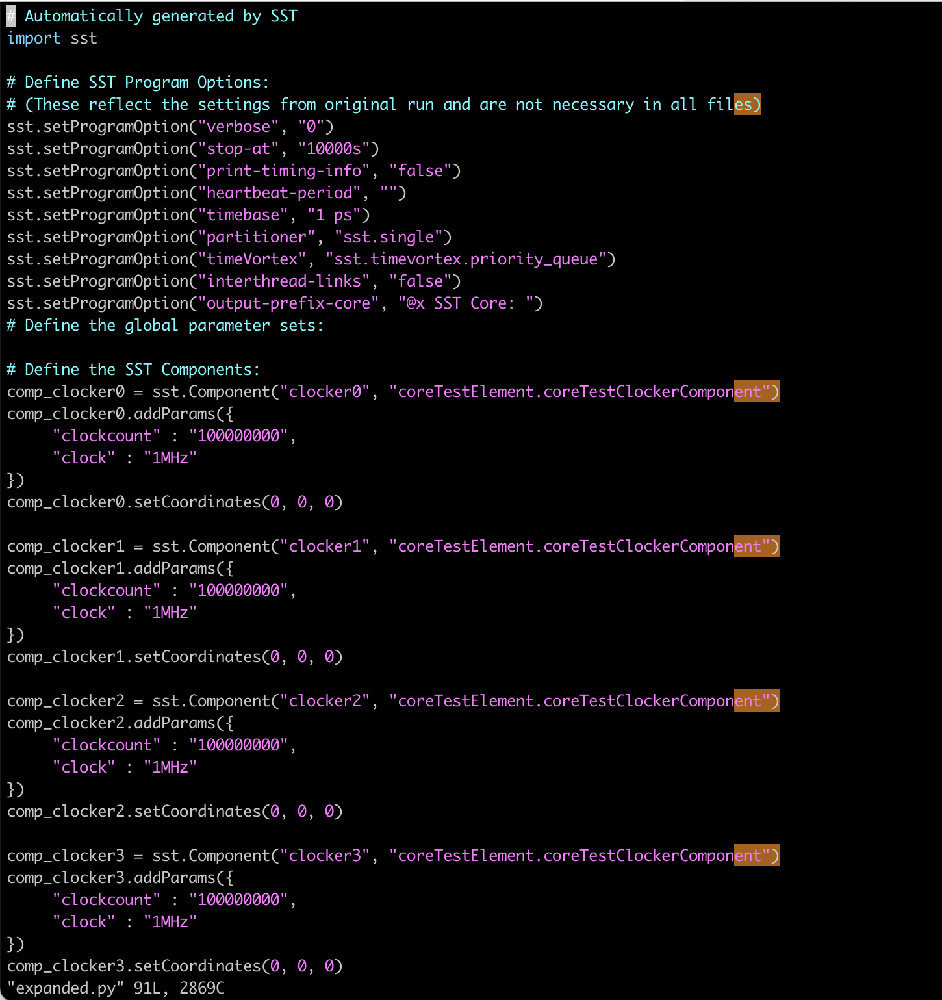 # Automatically generated by SST
import sst

# Define SST Program Options:
# (These reflect the settings from original run and are not necessary in all files)
sst.setProgramOption("verbose", "0")
sst.setProgramOption("stop-at", "10000s")
sst.setProgramOption("print-timing-info", "false")
sst.setProgramOption("heartbeat-period", "")
sst.setProgramOption("timebase", "1 ps")
sst.setProgramOption("partitioner", "sst.single")
sst.setProgramOption("timeVortex", "sst.timevortex.priority_queue")
sst.setProgramOption("interthread-links", "false")
sst.setProgramOption("output-prefix-core", "@x SST Core: ")
# Define the global parameter sets:

# Define the SST Components:
comp_clocker0 = sst.Component("clocker0", "coreTestElement.coreTestClockerComponent")
comp_clocker0.addParams({
     "clockcount" : "100000000",
     "clock" : "1MHz"
})
comp_clocker0.setCoordinates(0, 0, 0)

comp_clocker1 = sst.Component("clocker1", "coreTestElement.coreTestClockerComponent")
comp_clocker1.addParams({
     "clockcount" : "100000000",
     "clock" : "1MHz"
})
comp_clocker1.setCoordinates(0, 0, 0)

comp_clocker2 = sst.Component("clocker2", "coreTestElement.coreTestClockerComponent")
comp_clocker2.addParams({
     "clockcount" : "100000000",
     "clock" : "1MHz"
})
comp_clocker2.setCoordinates(0, 0, 0)

comp_clocker3 = sst.Component("clocker3", "coreTestElement.coreTestClockerComponent")
comp_clocker3.addParams({
     "clockcount" : "100000000",
     "clock" : "1MHz"
})
comp_clocker3.setCoordinates(0, 0, 0)
"expanded.py" 91L, 2869C